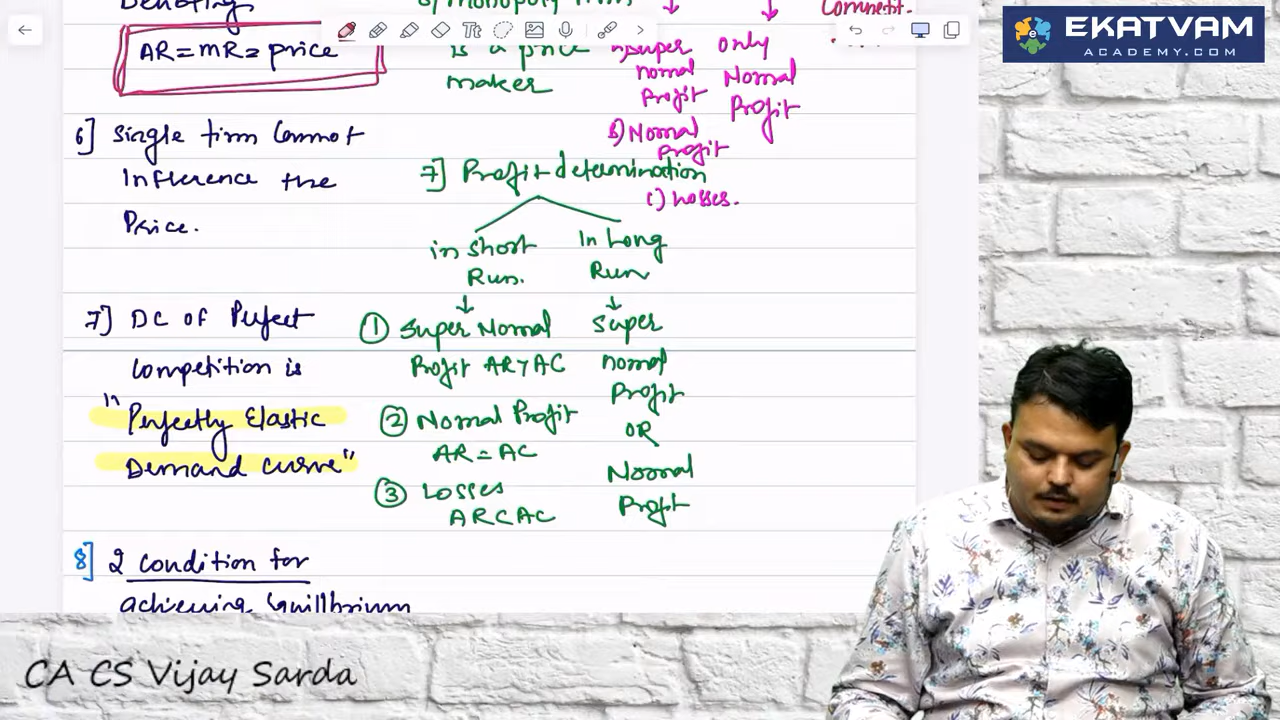 Denoting
AR = MR = price
6] Single firm Cannot
Influence the
Price.
7] DC of Perfect
Competition is
"Perfectly Elastic
Demand curve"
8] 2 condition for
achieving Equillbrium
is a price
maker
7] Profit determination
in Short
Run.
In Long
Run
① Super Normal
Profit AR>AC
② Normal Profit
AR = AC
③ Losses
AR<AC
Super
normal
Profit
OR
Normal
Profit
a) Super
normal
Profit
b) Normal
Profit
c) Losses.
only
Normal
Profit
EKATVAM
ACADEMY.COM
CA CS Vijay Sarda